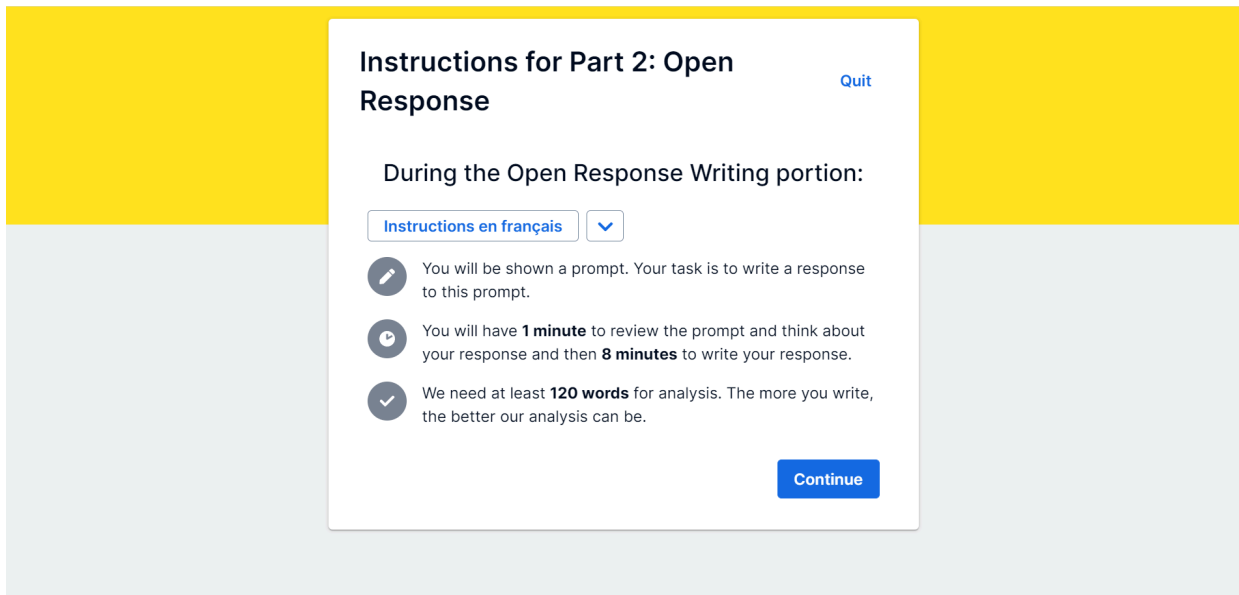 Instructions for Part 2: Open
Response
Quit
During the Open Response Writing portion:
Instructions en français
You will be shown a prompt. Your task is to write a response
to this prompt.
You will have 1 minute to review the prompt and think about
your response and then 8 minutes to write your response.
We need at least 120 words for analysis. The more you write,
the better our analysis can be.
Continue